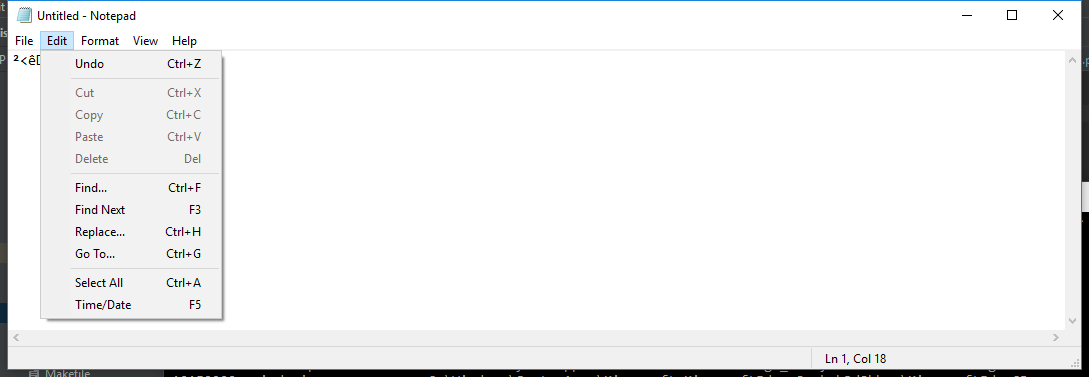 Untitled - Notepad
File Edit Format View Help
²<ê
Undo Ctrl+Z
Cut Ctrl+X
Copy Ctrl+C
Paste Ctrl+V
Delete Del
Find... Ctrl+F
Find Next F3
Replace... Ctrl+H
Go To... Ctrl+G
Select All Ctrl+A
Time/Date F5
Ln 1, Col 18
Makefile